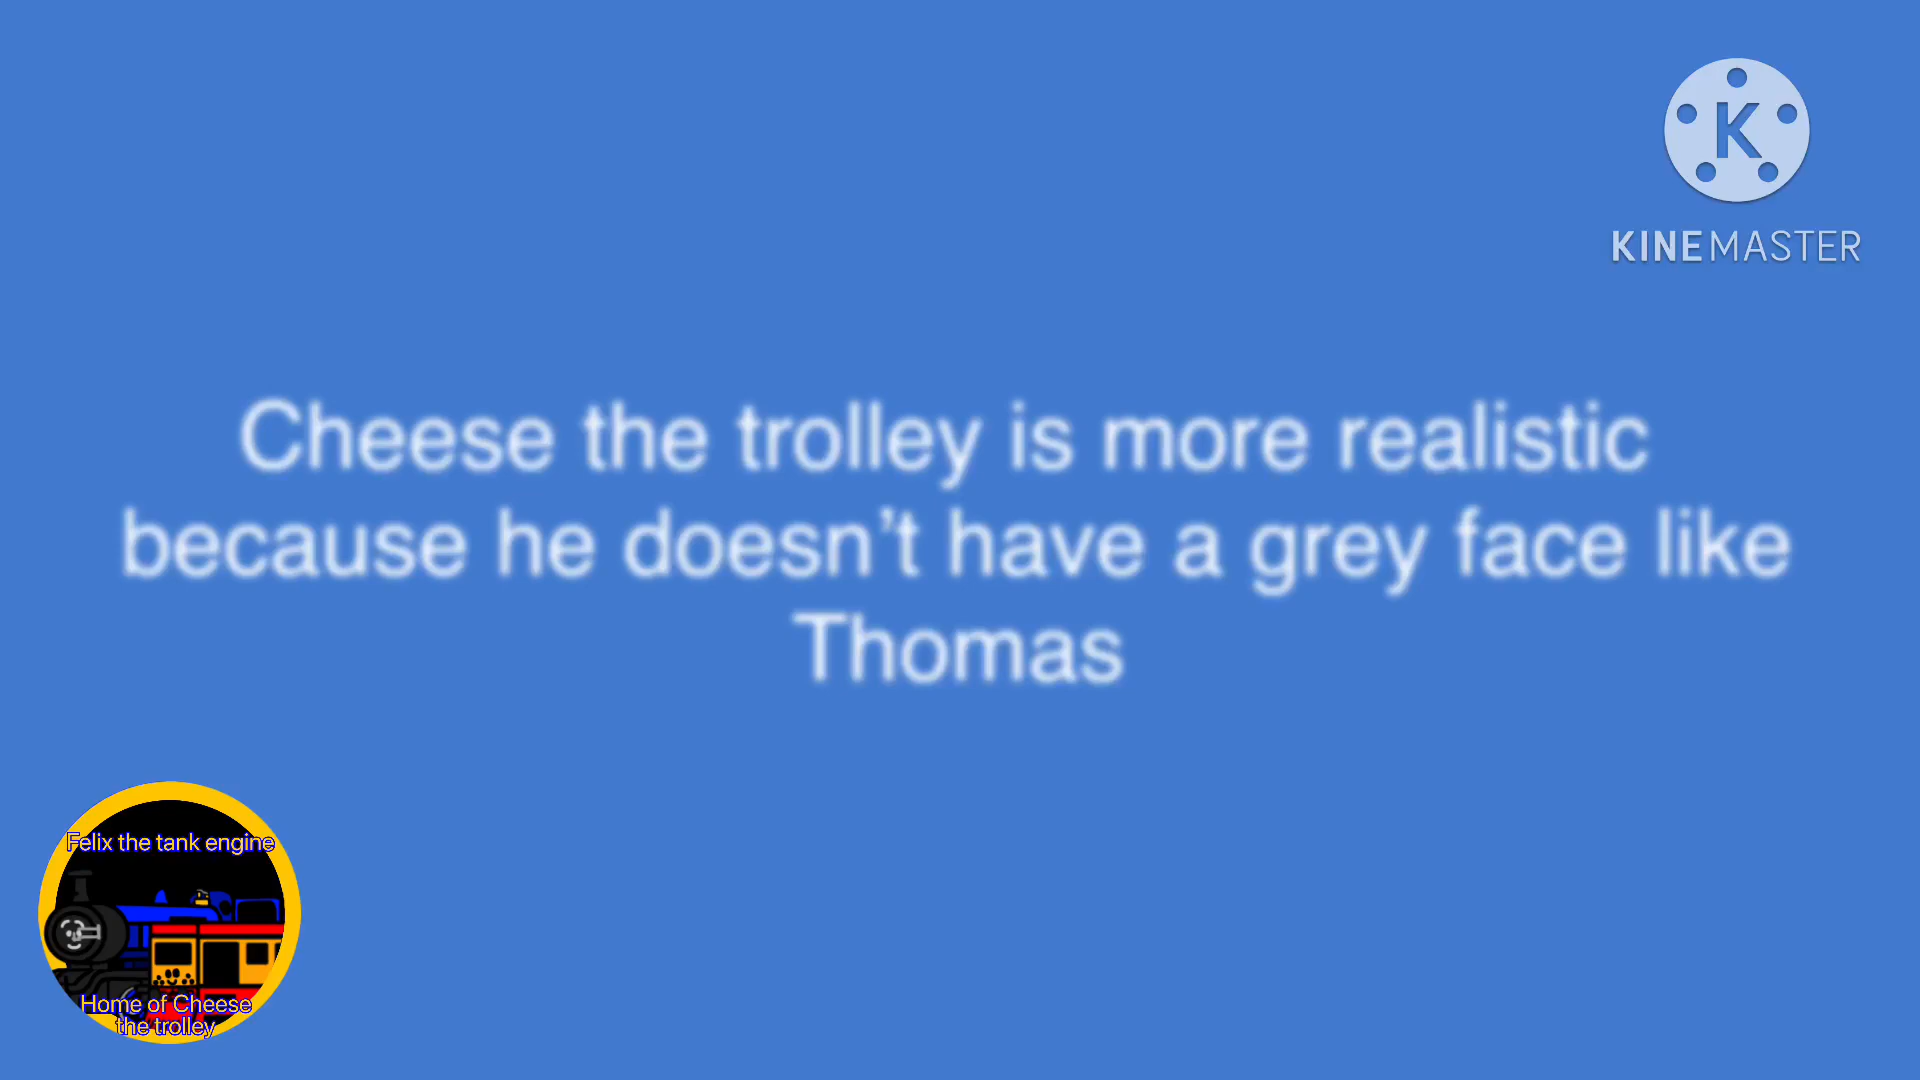 K
KINEMASTER
Cheese the trolley is more realistic
because he doesn’t have a grey face like
Thomas
Felix the tank engine
Home of Cheese
the trolley